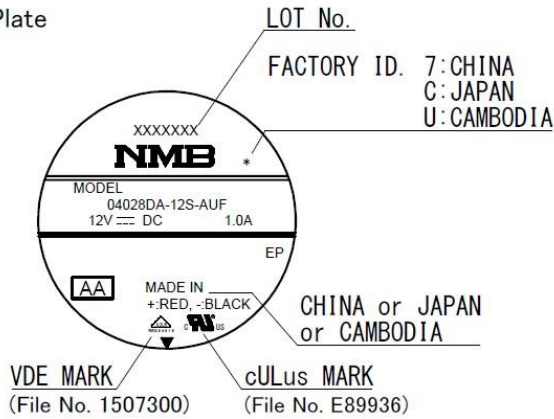 Plate
LOT No.
FACTORY ID. 7:CHINA
C:JAPAN
U:CAMBODIA
XXXXXXX
NMB *
MODEL
04028DA-12S-AUF
12V DC 1.0A
EP
AA
MADE IN
+:RED, -:BLACK
CHINA or JAPAN
or CAMBODIA
VDE MARK
(File No. 1507300)
cULus MARK
(File No. E89936)